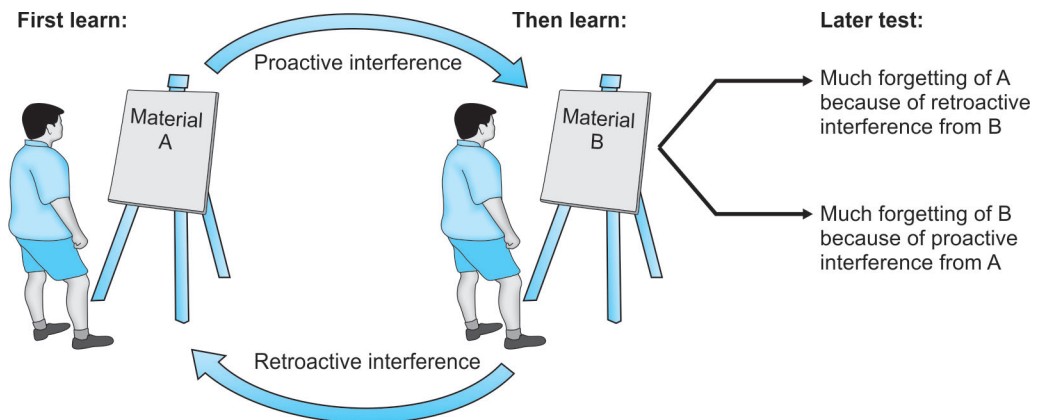 First learn:
Then learn:
Later test:
Proactive interference
Material
A
Material
B
Much forgetting of A
because of retroactive
interference from B
Much forgetting of B
because of proactive
interference from A
Retroactive interference